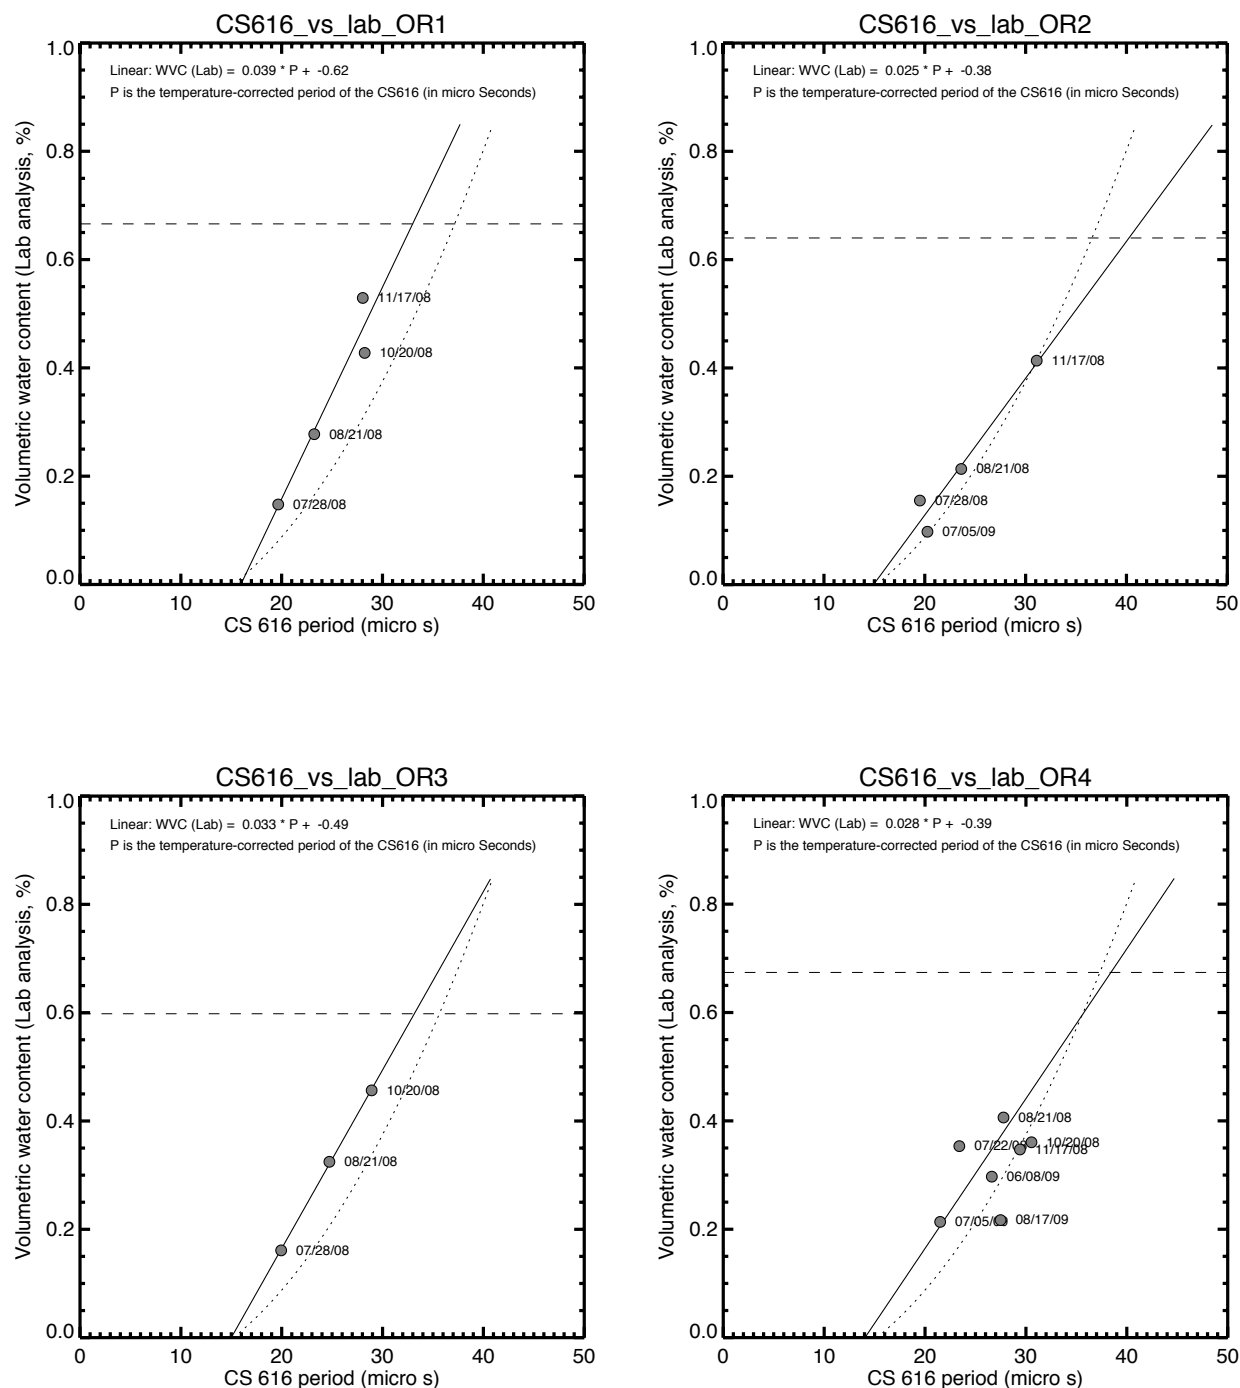 CS616_vs_lab_OR1
Linear: WVC (Lab) = 0.039 * P + -0.62
P is the temperature-corrected period of the CS616 (in micro Seconds)
Volumetric water content (Lab analysis, %)
1.0
0.8
0.6
0.4
0.2
0.0
11/17/08
10/20/08
08/21/08
07/28/08
0 10 20 30 40 50
CS 616 period (micro s)
CS616_vs_lab_OR2
Linear: WVC (Lab) = 0.025 * P + -0.38
P is the temperature-corrected period of the CS616 (in micro Seconds)
Volumetric water content (Lab analysis, %)
1.0
0.8
0.6
0.4
0.2
0.0
11/17/08
08/21/08
07/28/08
07/05/09
0 10 20 30 40 50
CS 616 period (micro s)
CS616_vs_lab_OR3
Linear: WVC (Lab) = 0.033 * P + -0.49
P is the temperature-corrected period of the CS616 (in micro Seconds)
Volumetric water content (Lab analysis, %)
1.0
0.8
0.6
0.4
0.2
0.0
10/20/08
08/21/08
07/28/08
0 10 20 30 40 50
CS 616 period (micro s)
CS616_vs_lab_OR4
Linear: WVC (Lab) = 0.028 * P + -0.39
P is the temperature-corrected period of the CS616 (in micro Seconds)
Volumetric water content (Lab analysis, %)
1.0
0.8
0.6
0.4
0.2
0.0
08/21/08
10/20/08
11/17/08
06/08/09
08/17/09
0 10 20 30 40 50
CS 616 period (micro s)